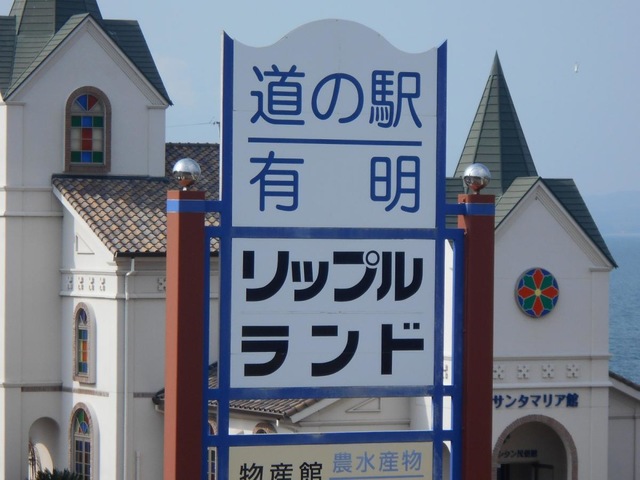 道の駅
有明
リップル
ランド
物産館
農水産物
サンタマリア館